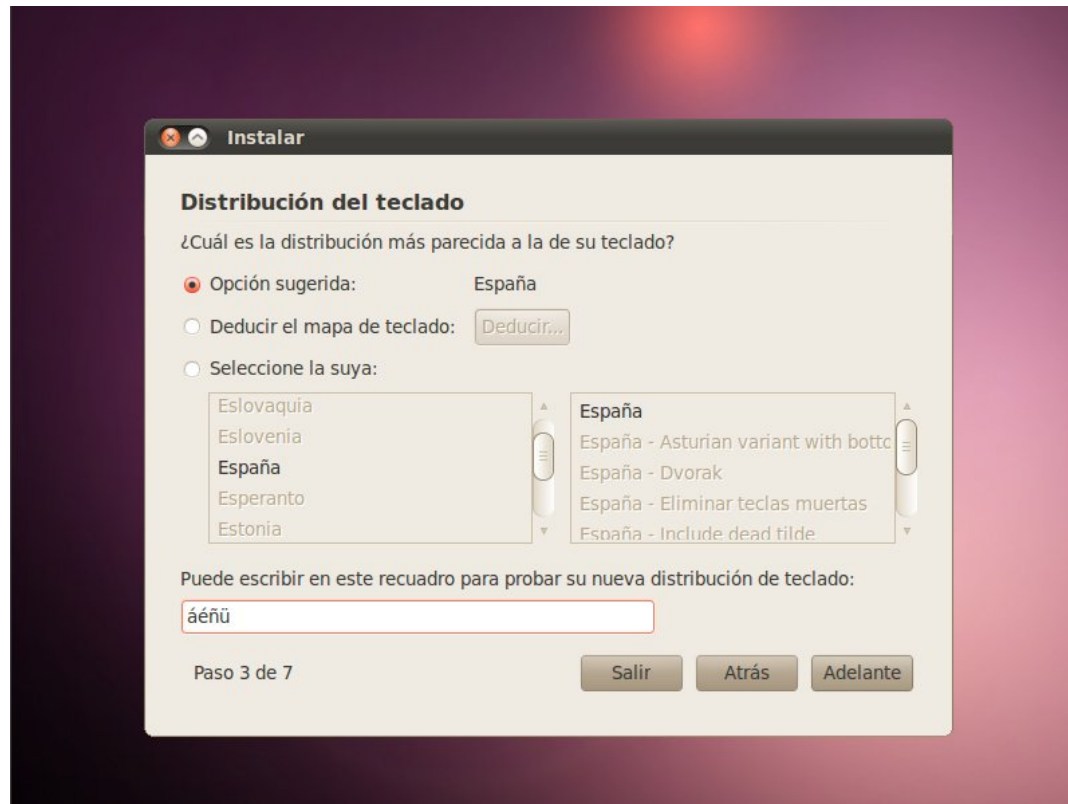 Instalar
Distribución del teclado
¿Cuál es la distribución más parecida a la de su teclado?
Opción sugerida: España
Deducir el mapa de teclado: Deducir...
Seleccione la suya:
Eslovaquia
Eslovenia
España
Esperanto
Estonia
España
España - Asturian variant with botto
España - Dvorak
España - Eliminar teclas muertas
España - Include dead tilde
Puede escribir en este recuadro para probar su nueva distribución de teclado:
áéñü
Paso 3 de 7 Salir Atrás Adelante